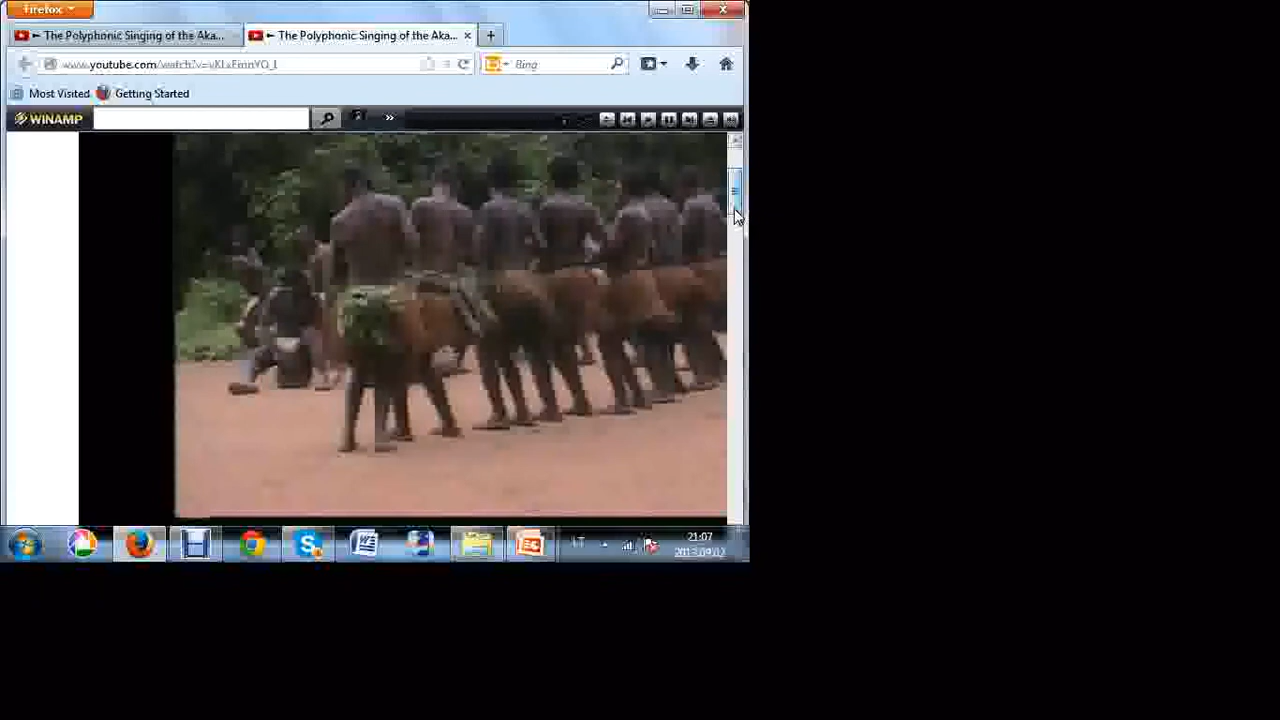 Firefox
► The Polyphonic Singing of the Aka...
► The Polyphonic Singing of the Aka...
Bing
Most Visited
Getting Started
WINAMP
LT
21:07